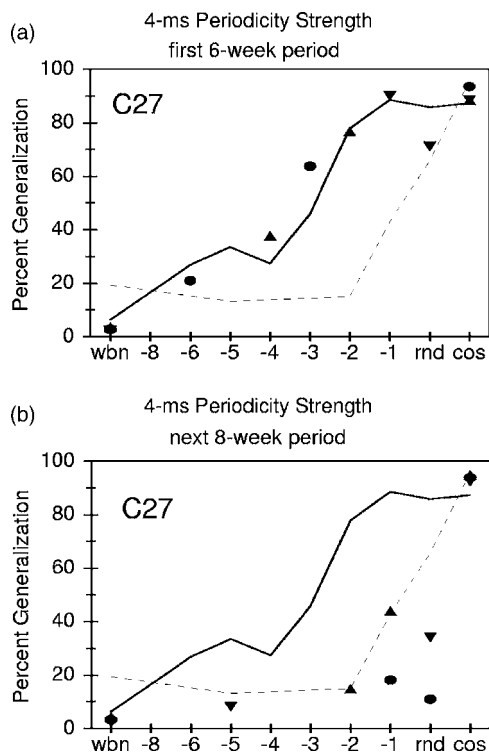 (a)
4-ms Periodicity Strength
first 6-week period
C27
Percent Generalization
100
80
60
40
20
0
wbn -8 -6 -5 -4 -3 -2 -1 rnd cos
(b)
4-ms Periodicity Strength
next 8-week period
C27
Percent Generalization
100
80
60
40
20
0
wbn -8 -6 -5 -4 -3 -2 -1 rnd cos